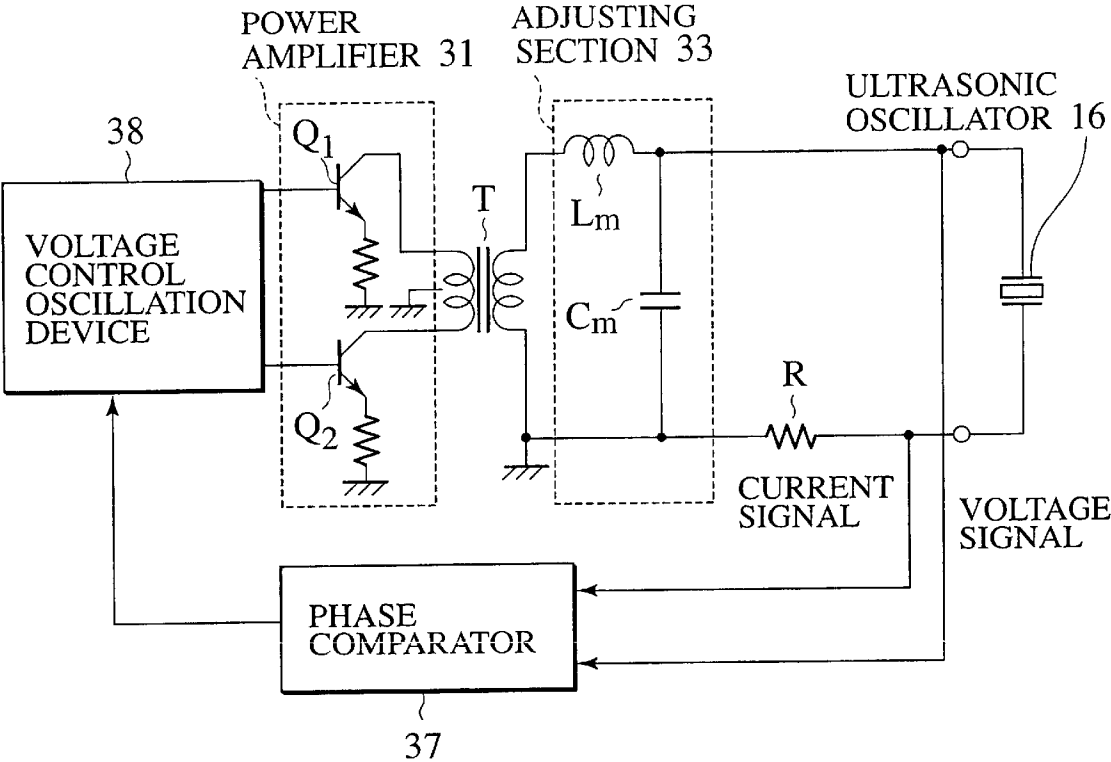 POWER
AMPLIFIER 31
ADJUSTING
SECTION 33
ULTRASONIC
OSCILLATOR 16
38
Q1
T
Lm
VOLTAGE
CONTROL
OSCILLATION
DEVICE
Cm
Q2
R
CURRENT
SIGNAL
VOLTAGE
SIGNAL
PHASE
COMPARATOR
37